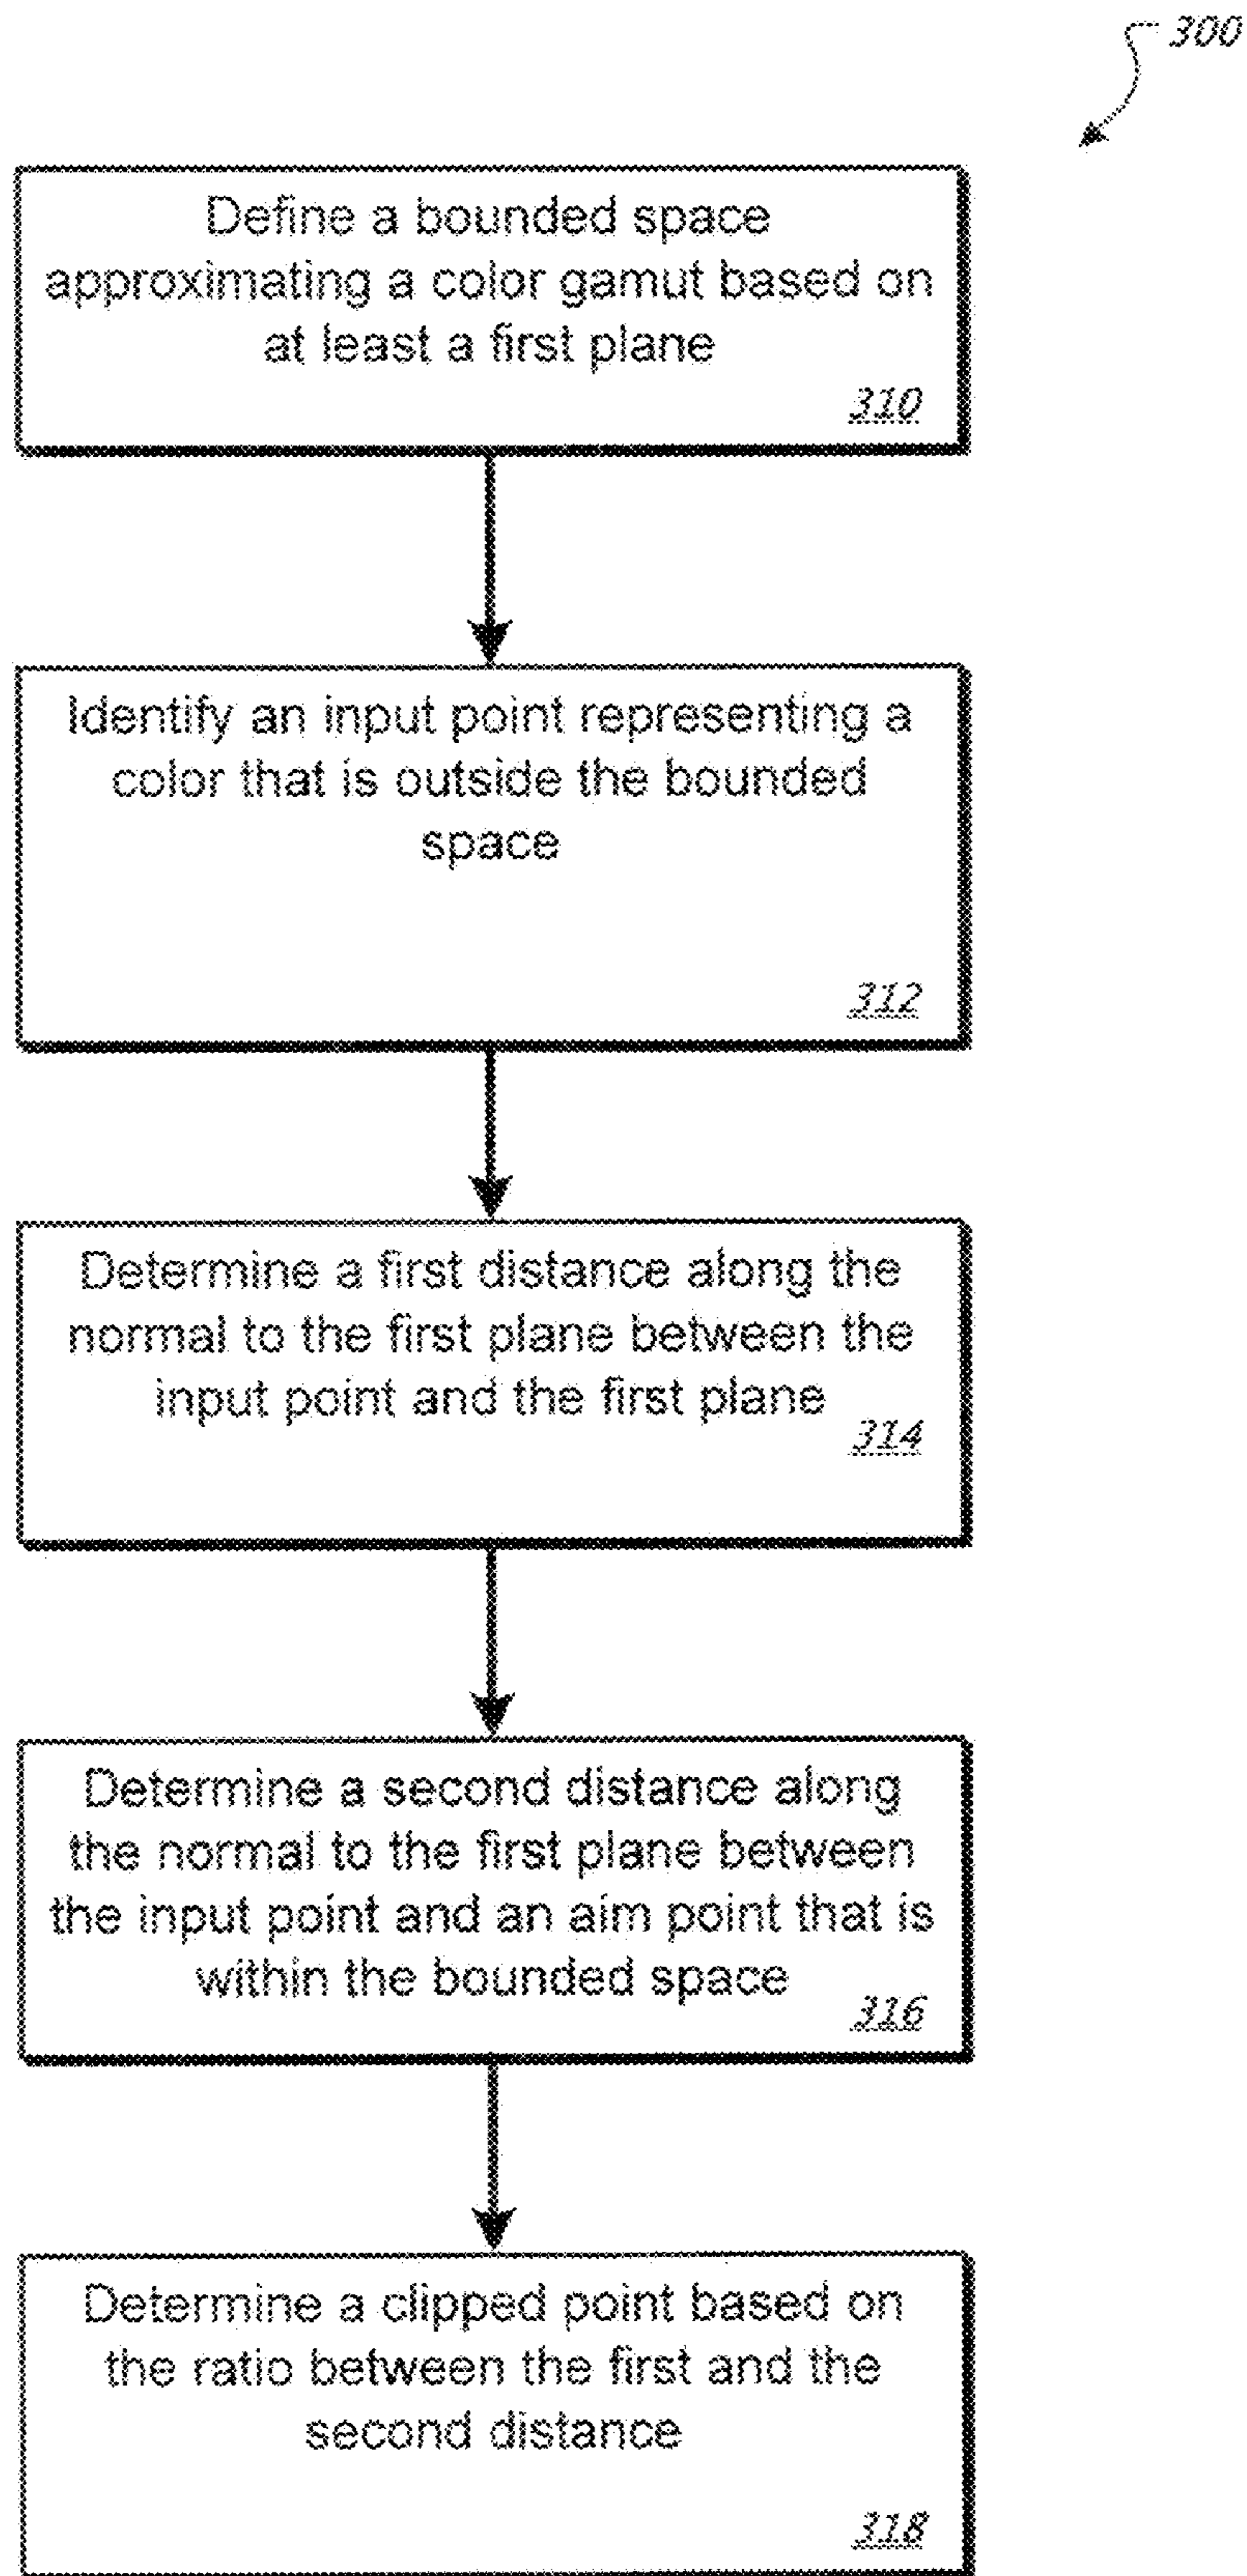 300
Define a bounded space
approximating a color gamut based on
at least a first plane
310
Identify an input point representing a
color that is outside the bounded
space
312
Determine a first distance along the
normal to the first plane between the
input point and the first plane
314
Determine a second distance along
the normal to the first plane between
the input point and an aim point that is
within the bounded space
316
Determine a clipped point based on
the ratio between the first and the
second distance
318